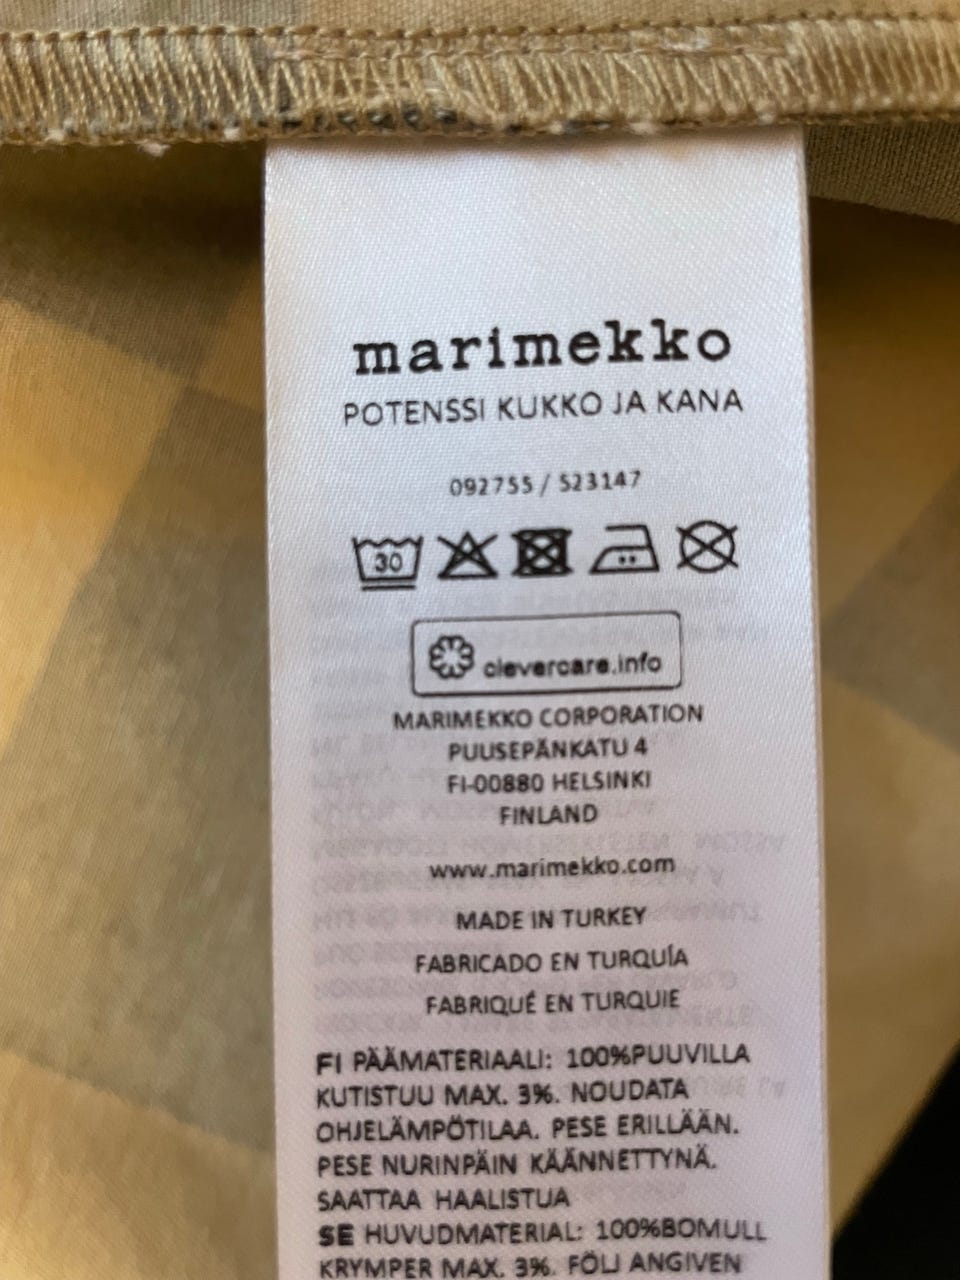 marimekko
POTENSSI KUKKO JA KANA
092755 / 523147
30
clevercare.info
MARIMEKKO CORPORATION
PUUSEPÄNKATU 4
FI-00880 HELSINKI
FINLAND
www.marimekko.com
MADE IN TURKEY
FABRICADO EN TURQUÍA
FABRIQUÉ EN TURQUIE
FI PÄÄMATERIAALI: 100%PUUVILLA
KUTISTUU MAX. 3%. NOUDATA
OHJELÄMPÖTILAA. PESE ERILLÄÄN.
PESE NURINPÄIN KÄÄNNETTYNÄ.
SAATTAA HAALISTUA
SE HUVUDMATERIAL: 100%BOMULL
KRYMPER MAX. 3%. FÖLJ ANGIVEN